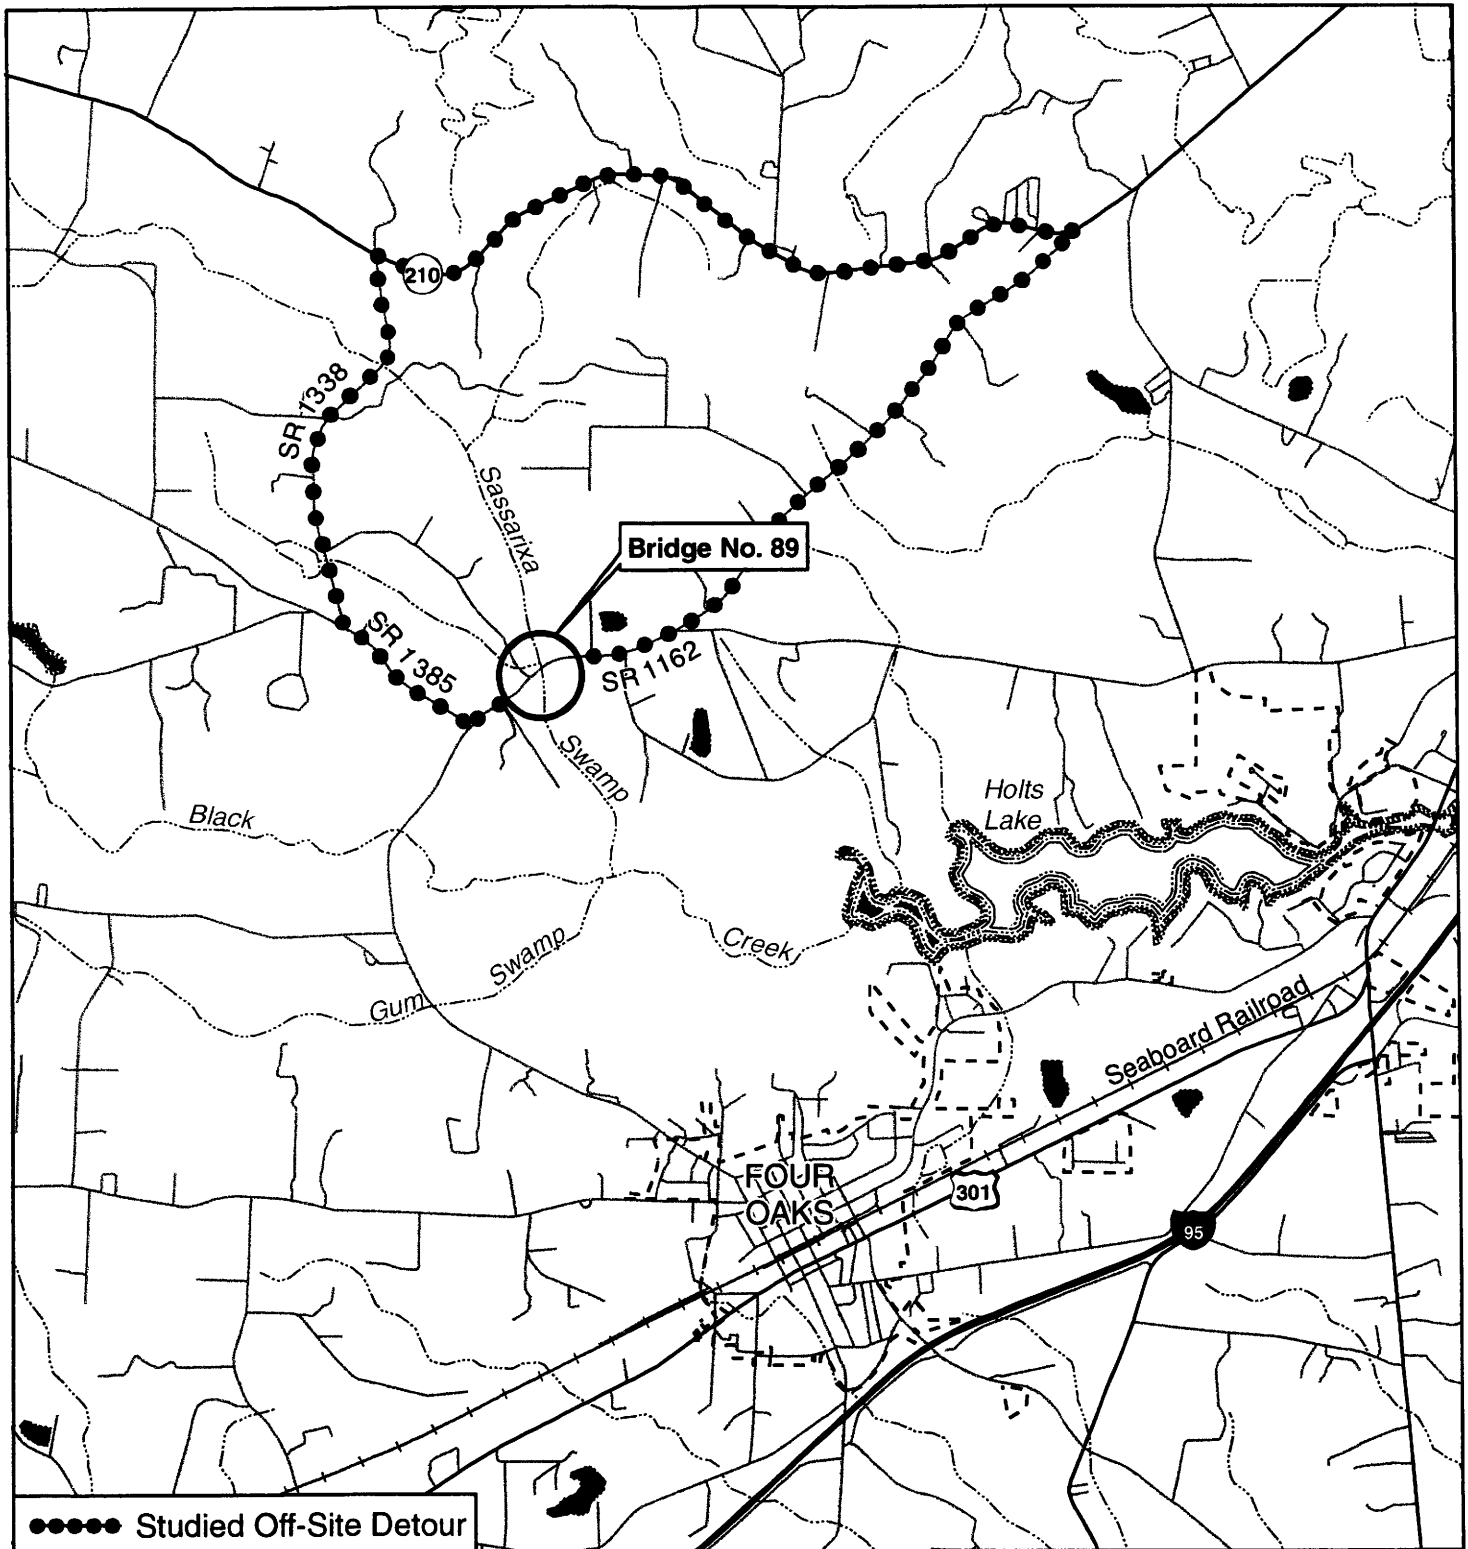 210
SR 1338
Sassarixa
Bridge No. 89
SR 1385
SR 1162
Swamp
Holts
Lake
Black
Creek
Swamp
Gum
Seaboard Railroad
FOUR
OAKS
301
95
Studied Off-Site Detour